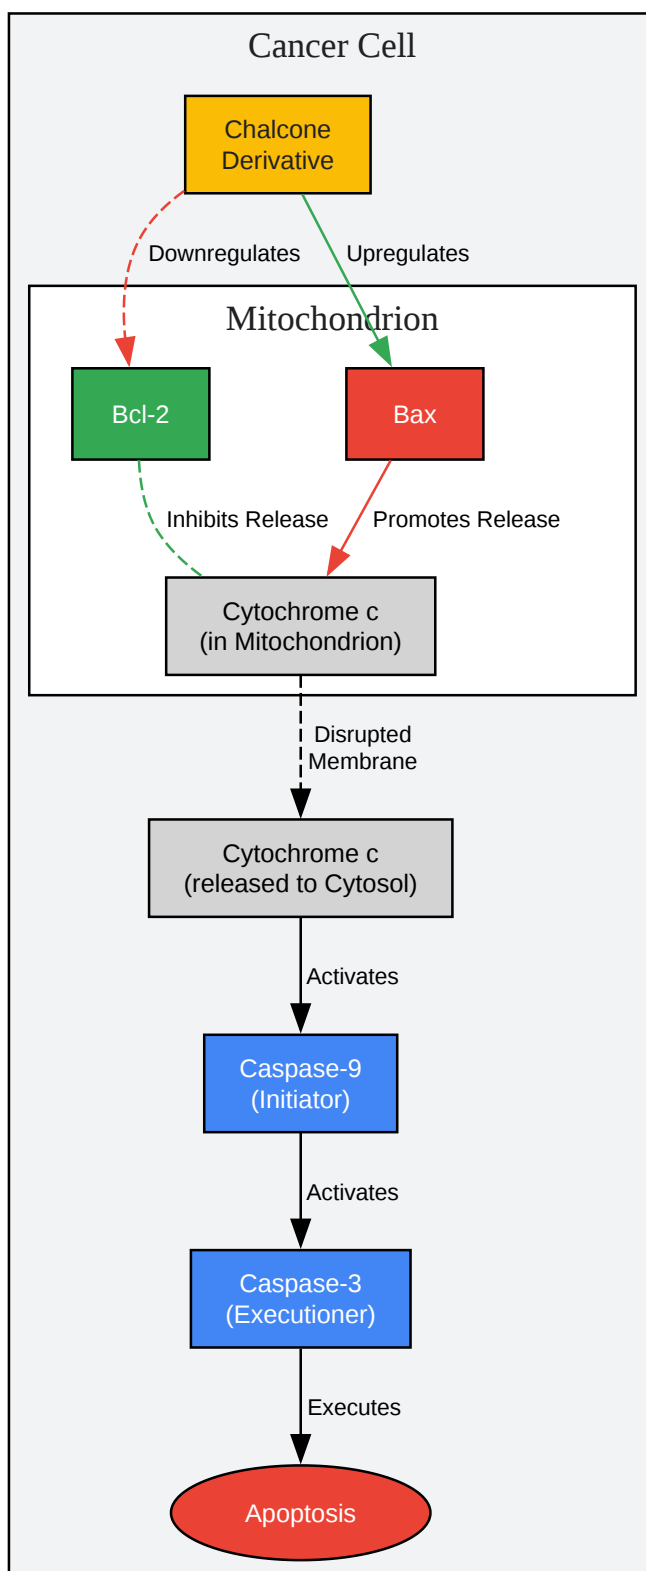 Cancer Cell
Chalcone
Derivative
Downregulates
Upregulates
Mitochondrion
Bcl-2
Bax
Inhibits Release
Promotes Release
Cytochrome c
(in Mitochondrion)
Disrupted
Membrane
Cytochrome c
(released to Cytosol)
Activates
Caspase-9
(Initiator)
Activates
Caspase-3
(Executioner)
Executes
Apoptosis